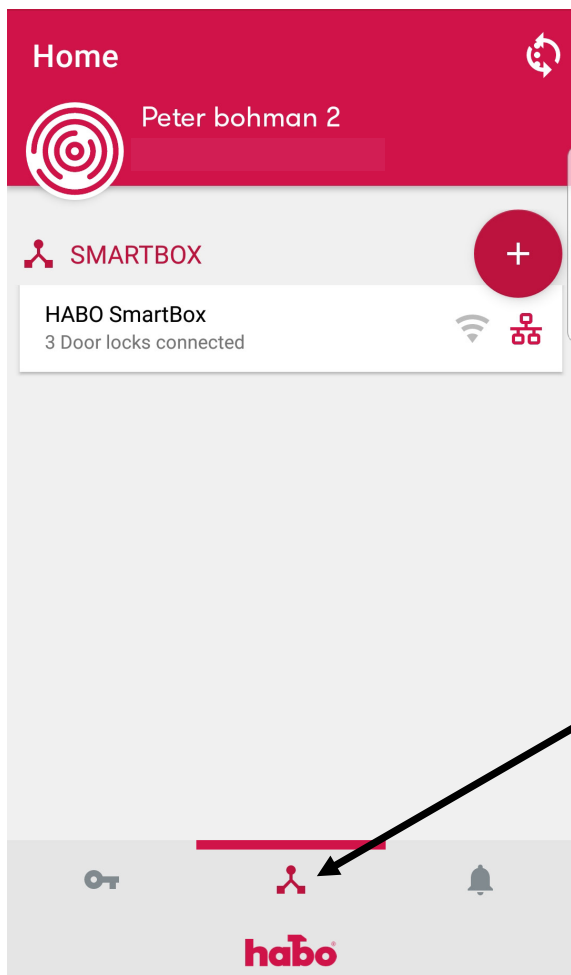 Home
Peter bohman 2
SMARTBOX
HABO SmartBox
3 Door locks connected
habo